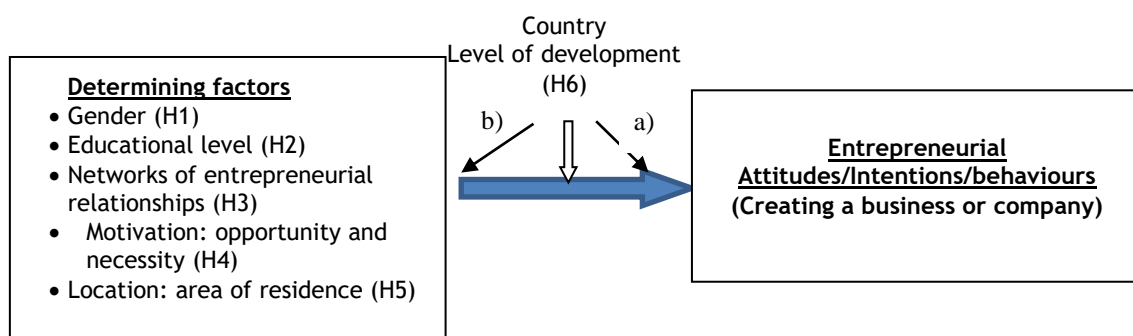 Country
Level of development
(H6)
b)
a)
Determining factors
• Gender (H1)
• Educational level (H2)
• Networks of entrepreneurial
relationships (H3)
• Motivation: opportunity and
necessity (H4)
• Location: area of residence (H5)
Entrepreneurial
Attitudes/Intentions/behaviours
(Creating a business or company)